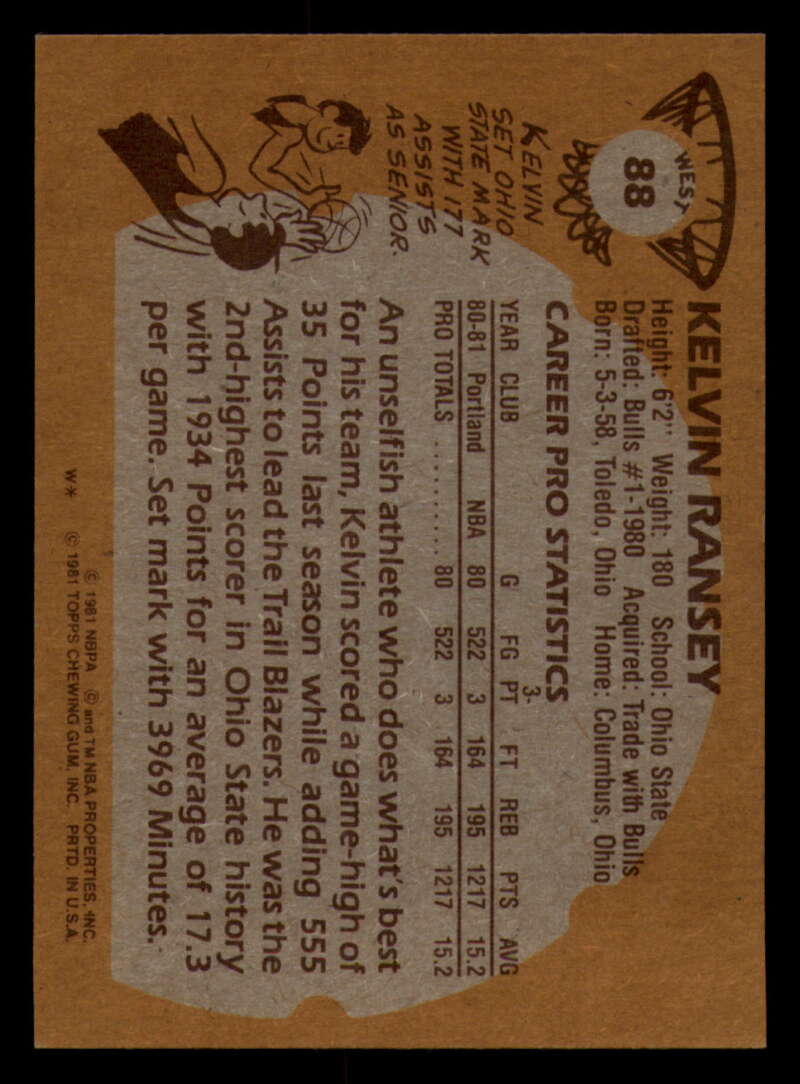 WEST
88
KELVIN RANSEY
Height: 6'2" Weight: 180 School: Ohio State
Drafted: Bulls #1-1980 Acquired: Trade with Bulls
Born: 5-3-58, Toledo, Ohio Home: Columbus, Ohio
KELVIN
SET OHIO
STATE MARK
WITH 177
ASSISTS
AS SENIOR.
CAREER PRO STATISTICS
3-
YEAR CLUB G FG PT FT REB PTS AVG
80-81 Portland NBA 80 522 3 164 195 1217 15.2
PRO TOTALS .......... 80 522 3 164 195 1217 15.2
An unselfish athlete who does what's best
for his team, Kelvin scored a game-high of
35 Points last season while adding 555
Assists to lead the Trail Blazers. He was the
2nd-highest scorer in Ohio State history
with 1934 Points for an average of 17.3
per game. Set mark with 3969 Minutes.
© 1981 NBPA © and TM NBA PROPERTIES, INC.
W* © 1981 TOPPS CHEWING GUM, INC. PRTD. IN U.S.A.